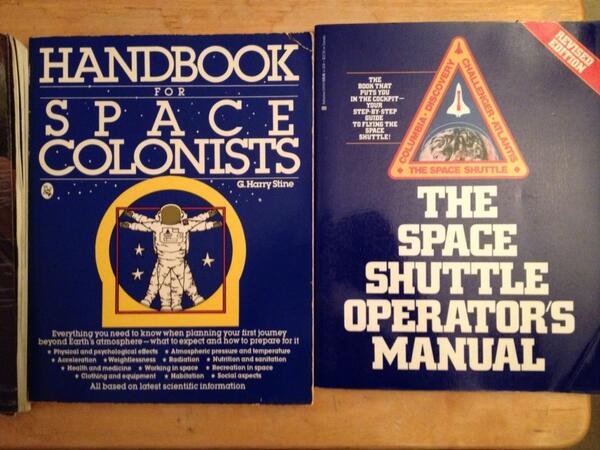 HANDBOOK
FOR
SPACE
COLONISTS
G. Harry Stine
Everything you need to know when planning your first journey
beyond Earth's atmosphere—what to expect and how to prepare for it
★ Physical and psychological effects ★ Atmospheric pressure and temperature
★ Acceleration ★ Weightlessness ★ Radiation ★ Nutrition and sanitation
★ Health and medicine ★ Working in space ★ Recreation in space
★ Clothing and equipment ★ Habitation ★ Social aspects
All based on latest scientific information
REVISED
EDITION
THE
BOOK THAT
PUTS YOU
IN THE COCKPIT—
YOUR
STEP-BY-STEP
GUIDE
TO FLYING THE
SPACE
SHUTTLE!
COLUMBIA · DISCOVERY
CHALLENGER · ATLANTIS
THE SPACE SHUTTLE
THE
SPACE
SHUTTLE
OPERATOR'S
MANUAL